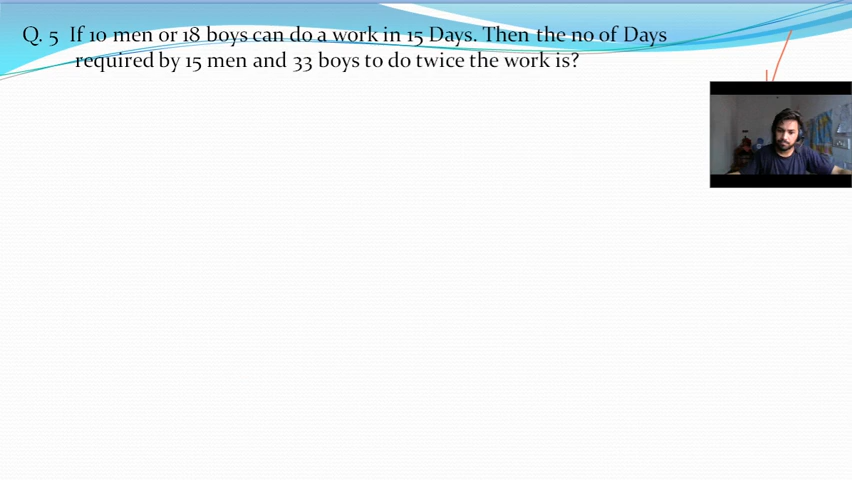 Q. 5 If 10 men or 18 boys can do a work in 15 Days. Then the no of Days
required by 15 men and 33 boys to do twice the work is?